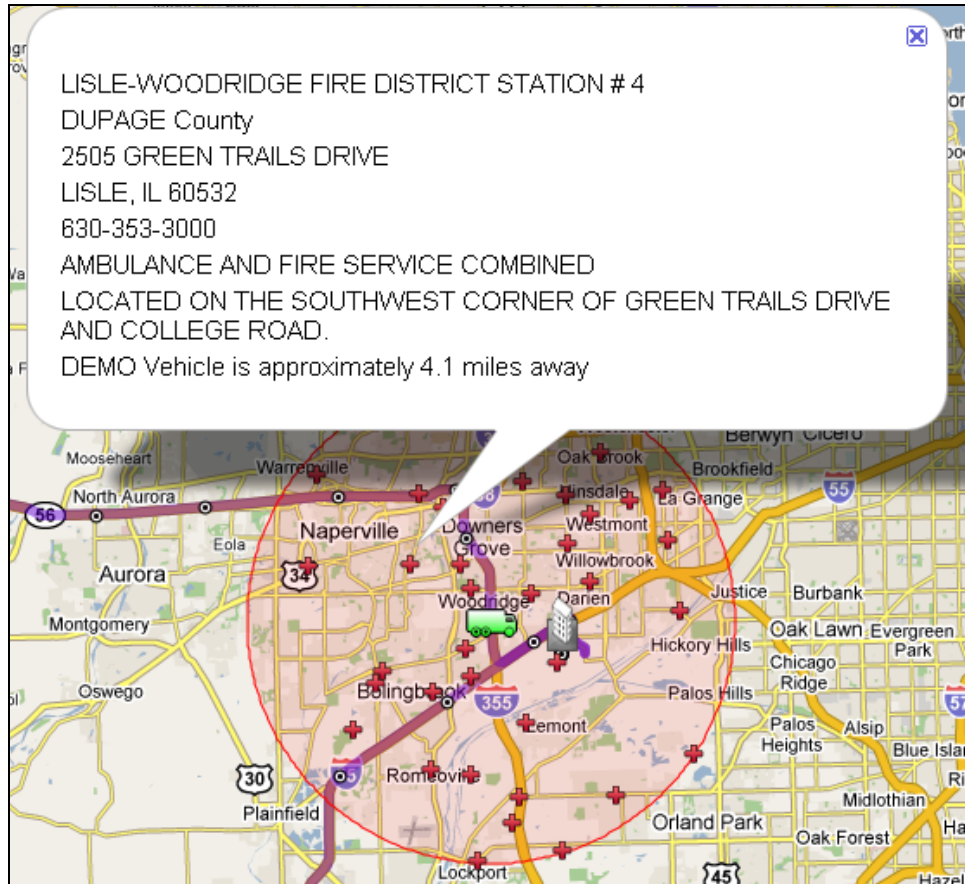 LISLE-WOODRIDGE FIRE DISTRICT STATION # 4
DUPAGE County
2505 GREEN TRAILS DRIVE
LISLE, IL 60532
630-353-3000
AMBULANCE AND FIRE SERVICE COMBINED
LOCATED ON THE SOUTHWEST CORNER OF GREEN TRAILS DRIVE
AND COLLEGE ROAD.
DEMO Vehicle is approximately 4.1 miles away
Berwyn Cicero
Mooseheart
Warrenville
Oak Brook
Brookfield
North Aurora
Hinsdale
La Grange
55
56
Naperville
Downers
Grove
Westmont
Eola
Willowbrook
Aurora
34
Justice
Burbank
Woodridge
Darien
Montgomery
Oak Lawn
Evergreen
Park
Hickory Hills
Chicago
Ridge
Oswego
Bolingbrook
355
Palos Hills
57
Lemont
Palos
Heights
Alsip
Blue Islan
30
Romeoville
Plainfield
Midlothian
Orland Park
Oak Forest
Lockport
45
Hazel